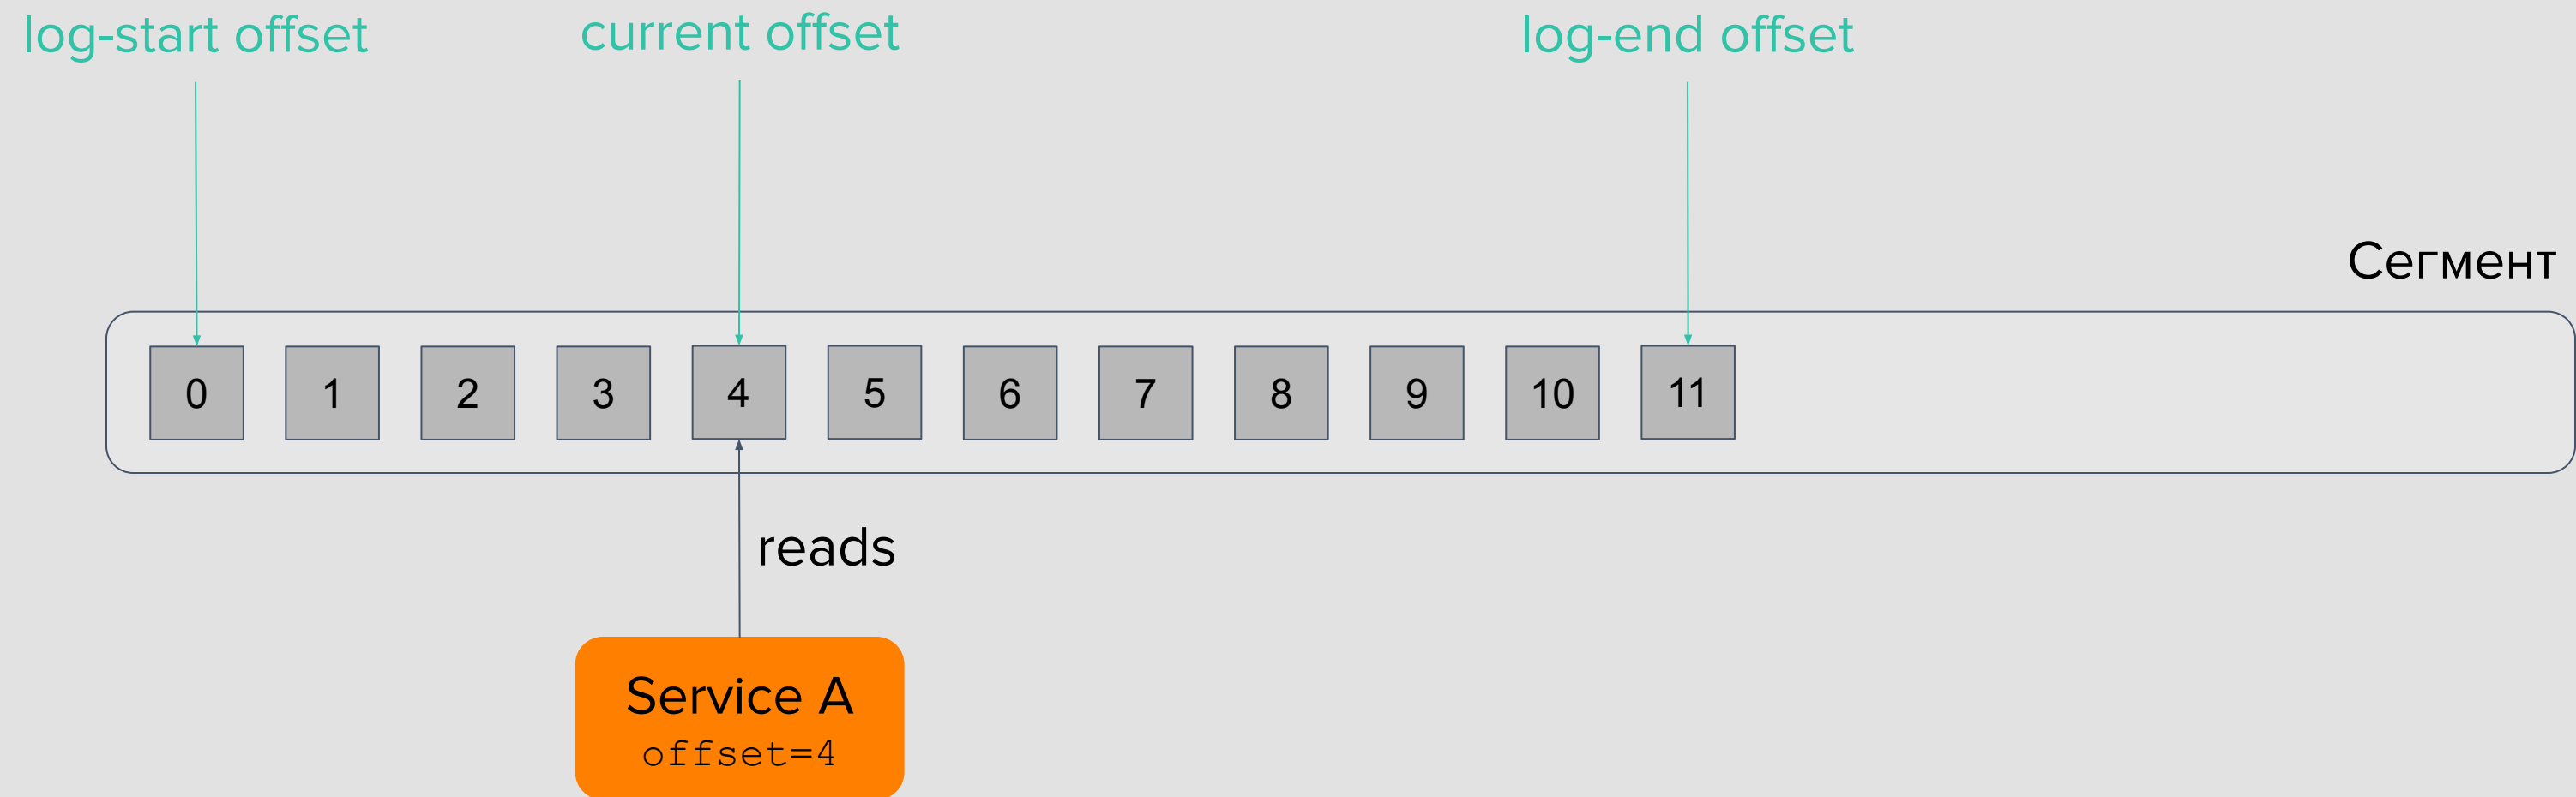 log-start offset
current offset
log-end offset
Сегмент
0 1 2 3 4 5 6 7 8 9 10 11
reads
Service A
offset=4